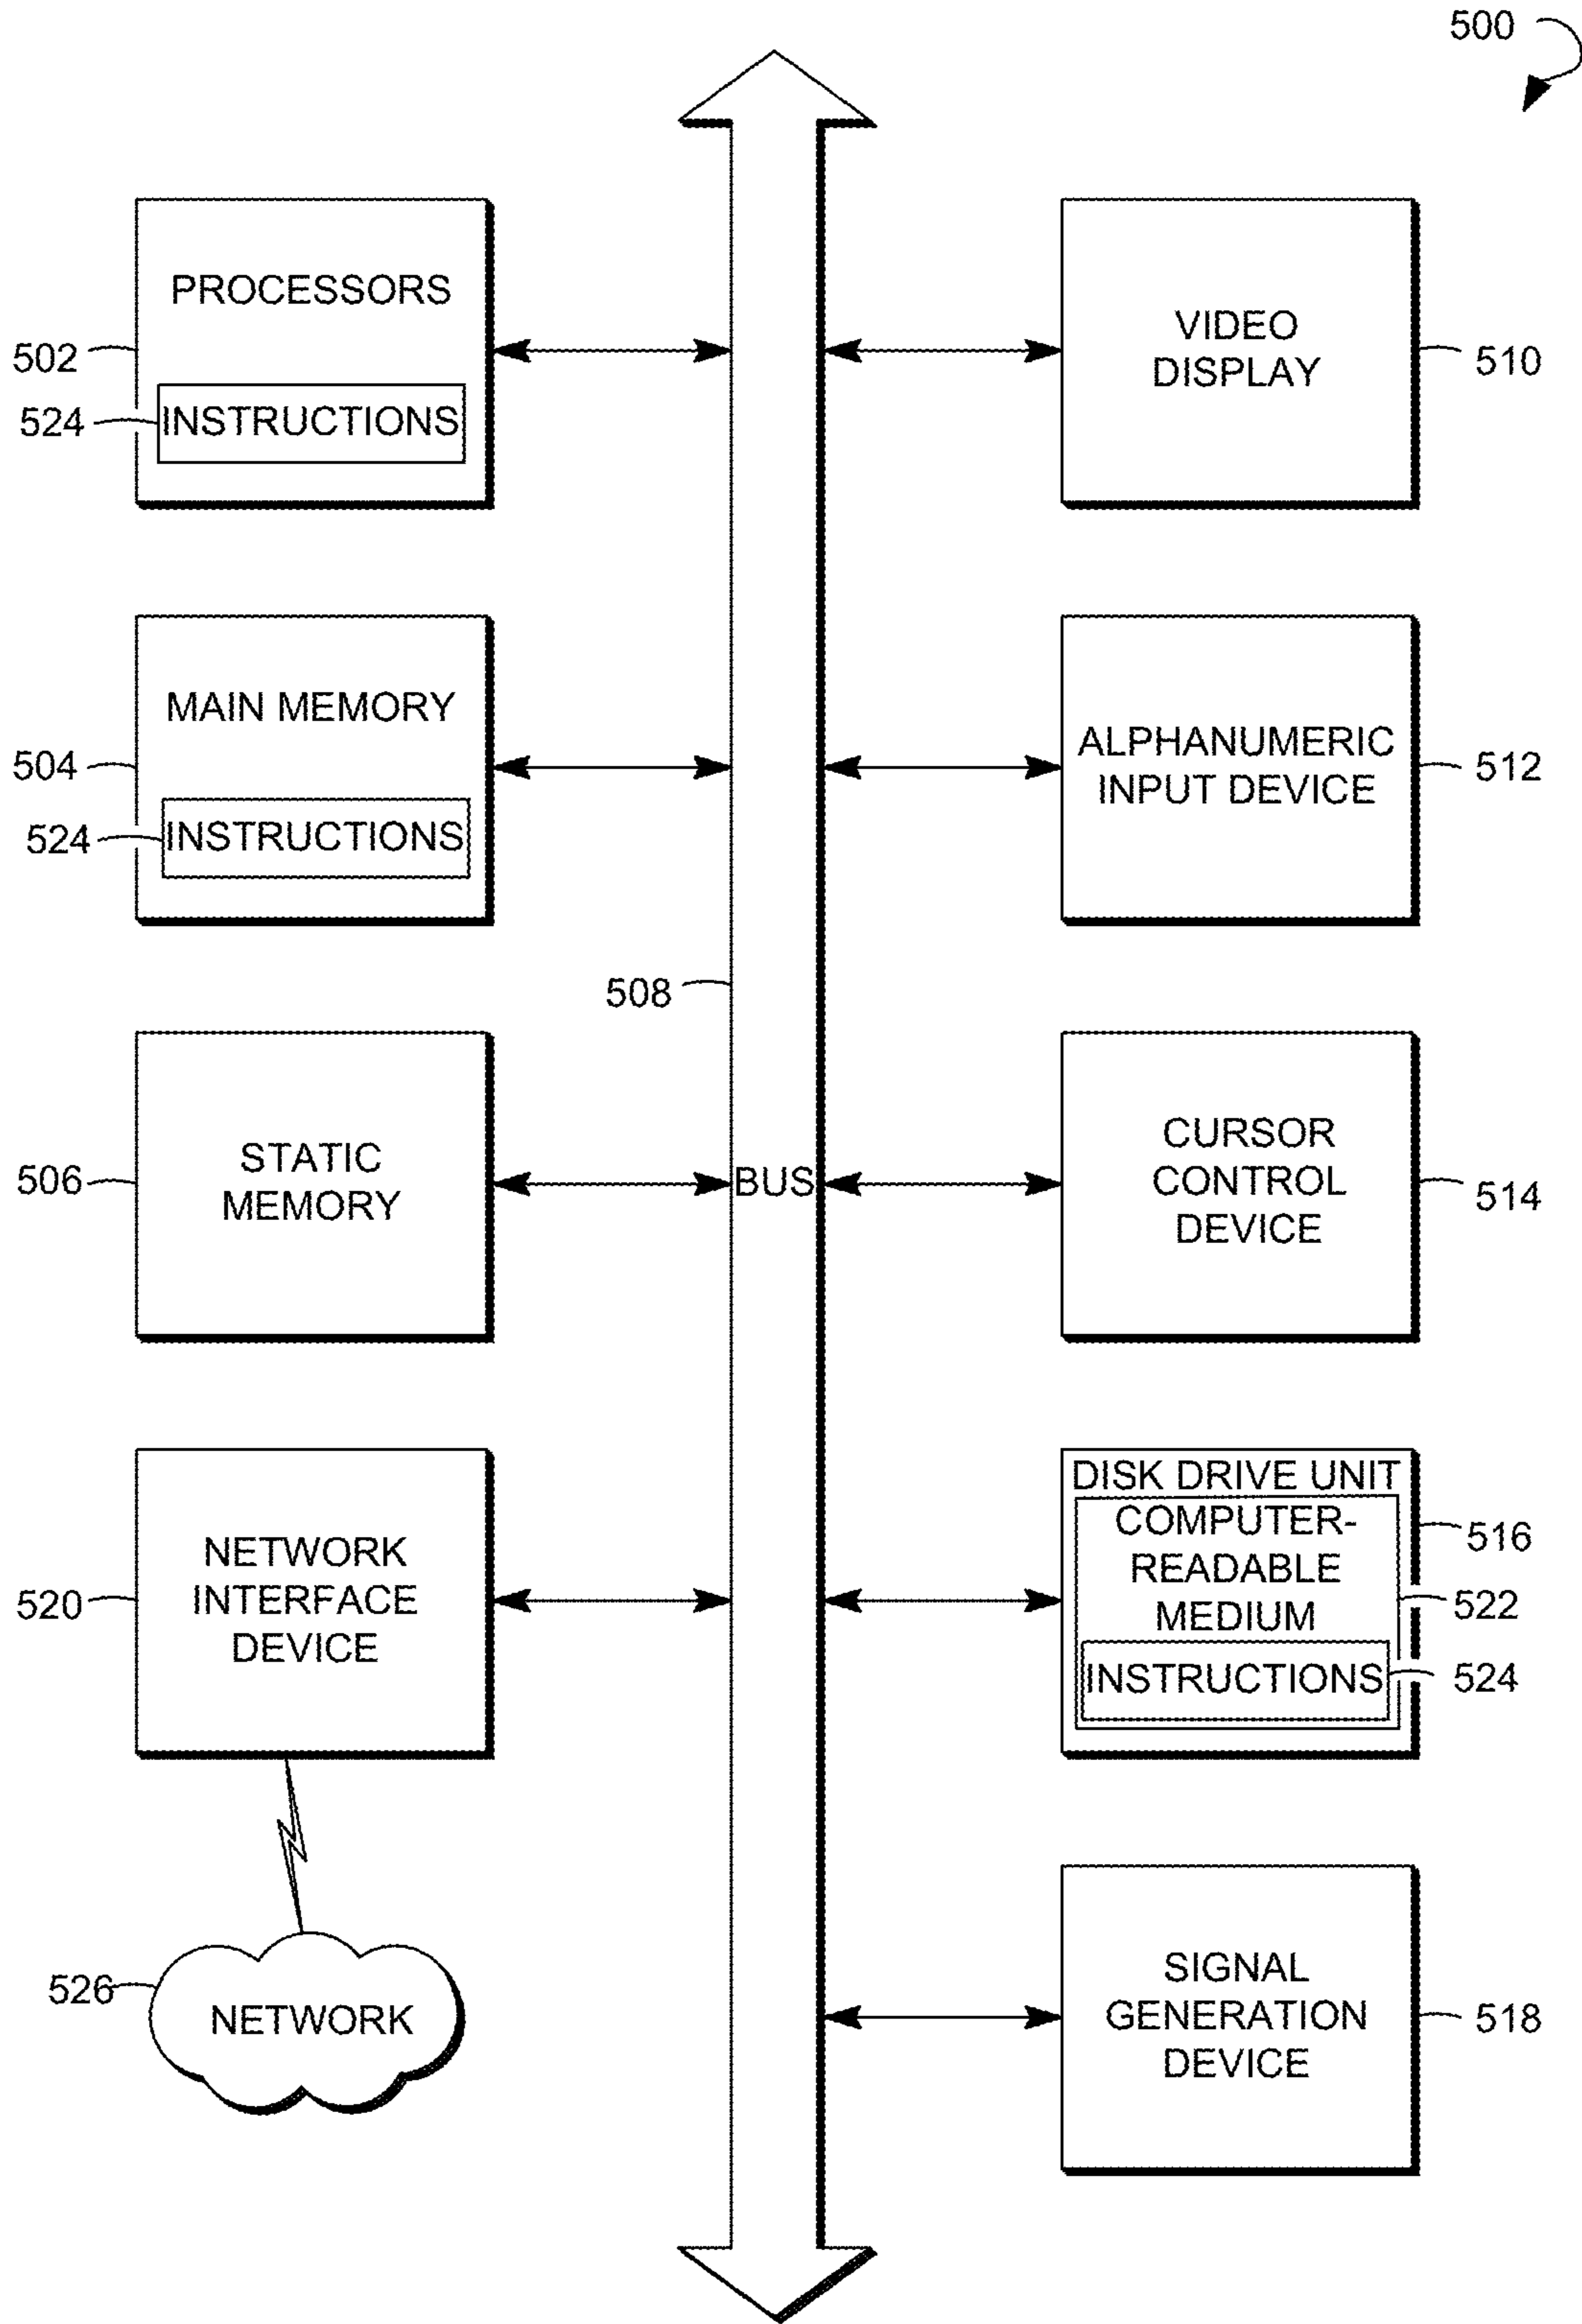 500
PROCESSORS
502
524
INSTRUCTIONS
VIDEO
DISPLAY
510
MAIN MEMORY
504
524
INSTRUCTIONS
ALPHANUMERIC
INPUT DEVICE
512
508
STATIC
MEMORY
506
BUS
CURSOR
CONTROL
DEVICE
514
NETWORK
INTERFACE
DEVICE
520
DISK DRIVE UNIT
COMPUTER-
READABLE
MEDIUM
INSTRUCTIONS
516
522
524
526
NETWORK
SIGNAL
GENERATION
DEVICE
518